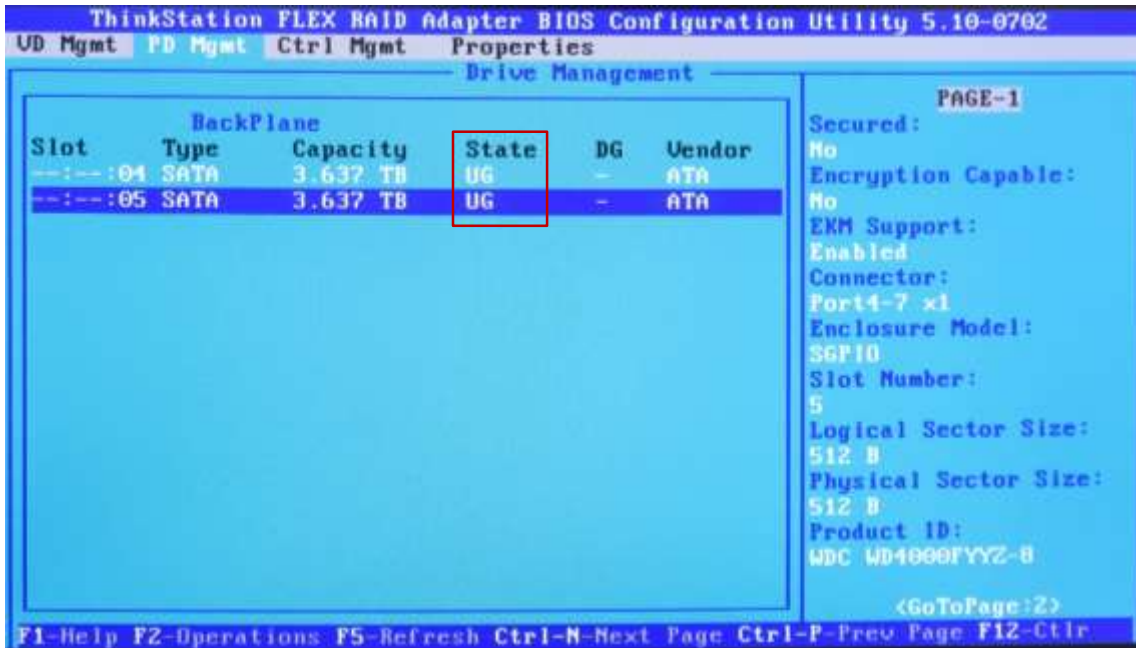 ThinkStation FLEX RAID Adapter BIOS Configuration Utility 5.10-0702
VD Mgmt PD Mgmt Ctrl Mgmt Properties
Drive Management
BackPlane
Slot Type Capacity State DG Vendor
--:--:04 SATA 3.637 TB UG - ATA
--:--:05 SATA 3.637 TB UG - ATA
PAGE-1
Secured:
No
Encryption Capable:
No
EKM Support:
Enabled
Connector:
Port4-7 x1
Enclosure Model:
SGPIO
Slot Number:
5
Logical Sector Size:
512 B
Physical Sector Size:
512 B
Product ID:
WDC WD4000FYYZ-8
<GoToPage:2>
F1-Help F2-Operations F5-Refresh Ctrl-N-Next Page Ctrl-P-Prev Page F12-Ctlr